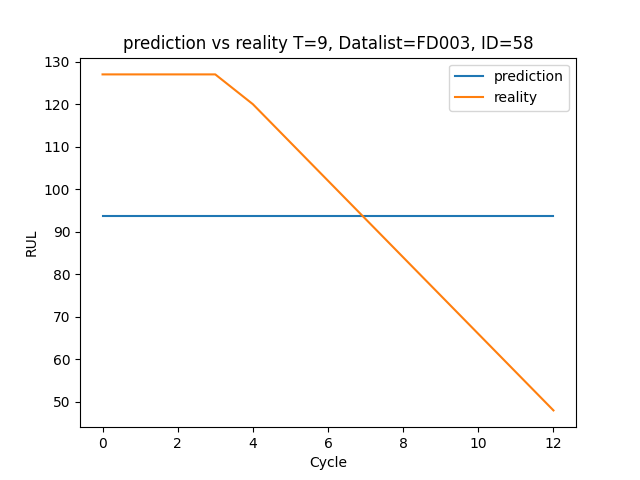 prediction vs reality T=9, Datalist=FD003, ID=58
prediction
reality
130
120
110
100
90
80
70
60
50
RUL
0 2 4 6 8 10 12
Cycle